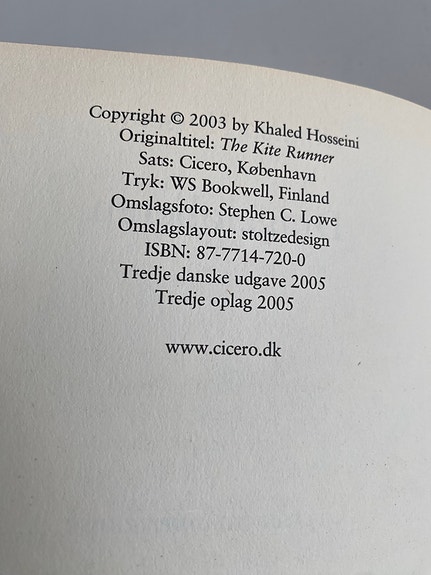 Copyright © 2003 by Khaled Hosseini
Originaltitel: The Kite Runner
Sats: Cicero, København
Tryk: WS Bookwell, Finland
Omslagsfoto: Stephen C. Lowe
Omslagslayout: stoltzedesign
ISBN: 87-7714-720-0
Tredje danske udgave 2005
Tredje oplag 2005
www.cicero.dk